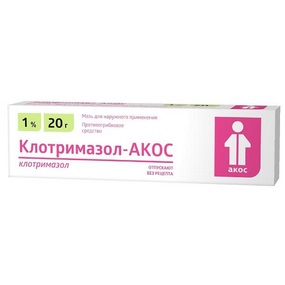 1 % 20 г
Мазь для наружного применения
Противогрибковое
средство
Клотримазол-АКОС
клотримазол
ОТПУСКАЮТ
БЕЗ РЕЦЕПТА
акос